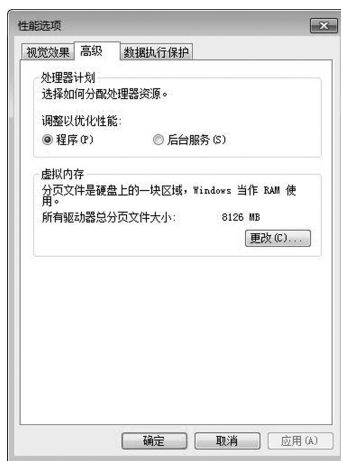 性能选项
视觉效果 高级 数据执行保护
处理器计划
选择如何分配处理器资源。
调整以优化性能:
程序(P) 后台服务(S)
虚拟内存
分页文件是硬盘上的一块区域，Windows 当作 RAM 使
用。
所有驱动器总分页文件大小: 8126 MB
更改(C)...
确定 取消 应用(A)